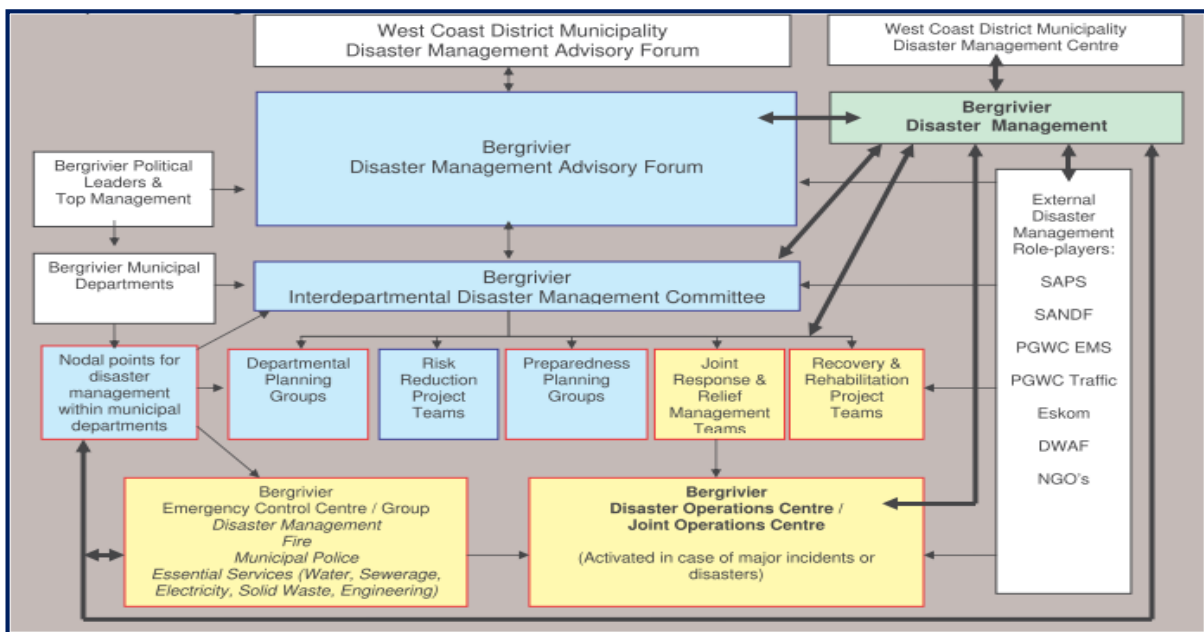 West Coast District Municipality
Disaster Management Advisory Forum
West Coast District Municipality
Disaster Management Centre
Bergrivier
Disaster Management Advisory Forum
Bergrivier
Disaster Management
Bergrivier Political
Leaders &
Top Management
Bergrivier Municipal
Departments
Bergrivier
Interdepartmental Disaster Management Committee
External
Disaster
Management
Role-players:
SAPS
SANDF
PGWC EMS
PGWC Traffic
Eskom
DWAF
NGO's
Nodal points for
disaster
management
within municipal
departments
Departmental
Planning
Groups
Risk
Reduction
Project
Teams
Preparedness
Planning
Groups
Joint
Response &
Relief
Management
Teams
Recovery &
Rehabilitation
Project
Teams
Bergrivier
Emergency Control Centre / Group
Disaster Management
Fire
Municipal Police
Essential Services (Water, Sewerage,
Electricity, Solid Waste, Engineering)
Bergrivier
Disaster Operations Centre /
Joint Operations Centre
(Activated in case of major incidents or
disasters)